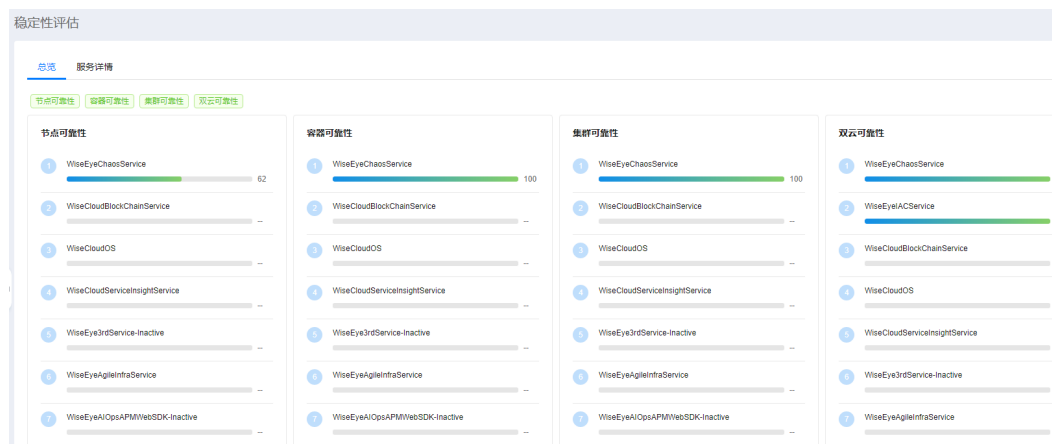 稳定性评估
总览 服务详情
节点可靠性 容器可靠性 集群可靠性 双云可靠性
节点可靠性
1 WiseEyeChaosService
62
2 WiseCloudBlockChainService
--
3 WiseCloudOS
--
4 WiseCloudServiceInsightService
--
5 WiseEye3rdService-Inactive
--
6 WiseEyeAgileInfraService
--
7 WiseEyeAIOpsAPMWebSDK-Inactive
--
容器可靠性
1 WiseEyeChaosService
100
2 WiseCloudBlockChainService
--
3 WiseCloudOS
--
4 WiseCloudServiceInsightService
--
5 WiseEye3rdService-Inactive
--
6 WiseEyeAgileInfraService
--
7 WiseEyeAIOpsAPMWebSDK-Inactive
--
集群可靠性
1 WiseEyeChaosService
100
2 WiseCloudBlockChainService
--
3 WiseCloudOS
--
4 WiseCloudServiceInsightService
--
5 WiseEye3rdService-Inactive
--
6 WiseEyeAgileInfraService
--
7 WiseEyeAIOpsAPMWebSDK-Inactive
--
双云可靠性
1 WiseEyeChaosService
2 WiseEyeIACService
3 WiseCloudBlockChainService
4 WiseCloudOS
5 WiseCloudServiceInsightService
6 WiseEye3rdService-Inactive
7 WiseEyeAgileInfraService